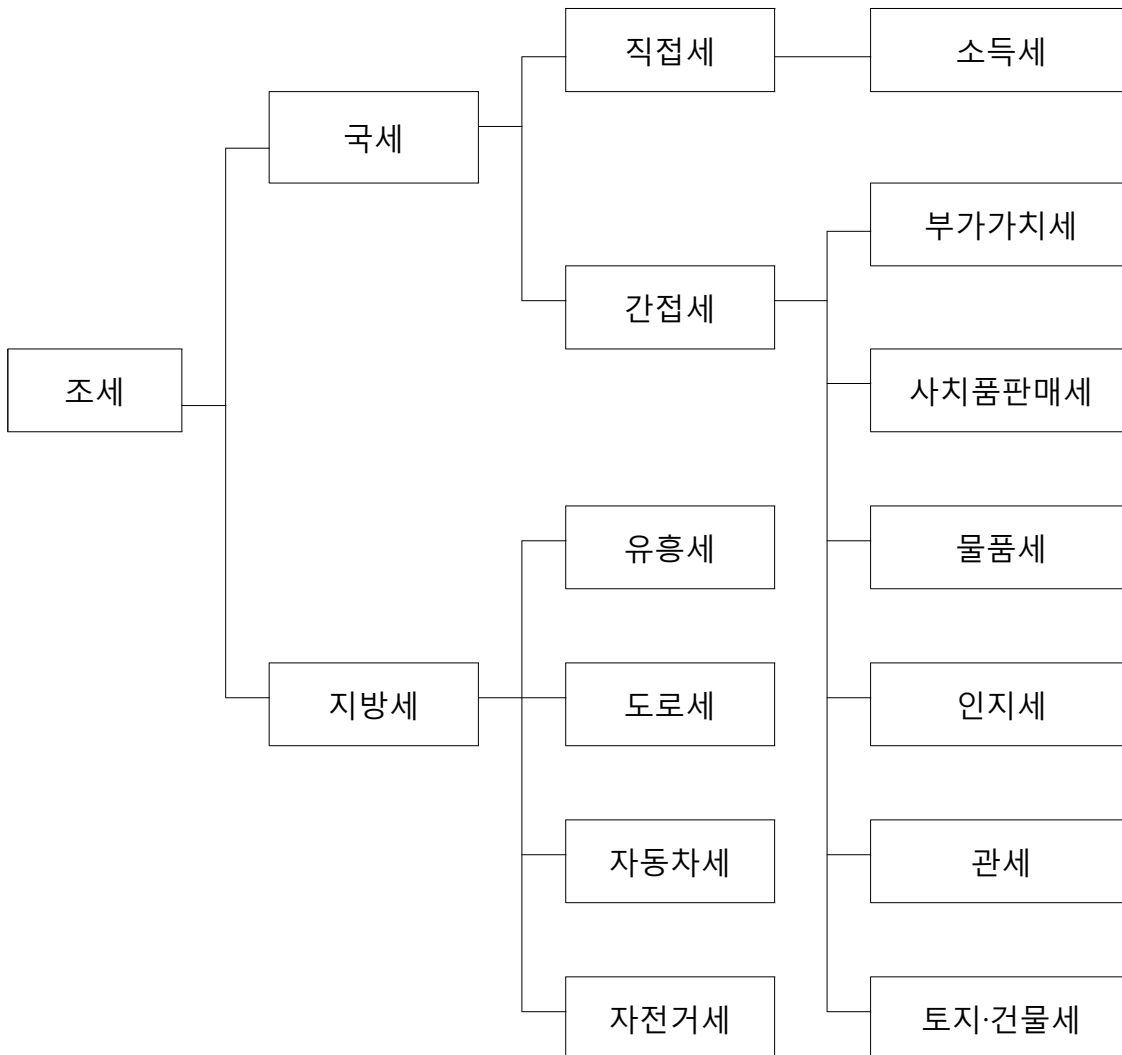 직접세
소득세
국세
부가가치세
간접세
조세
사치품판매세
유흥세
물품세
지방세
도로세
인지세
자동차세
관세
자전거세
토지·건물세